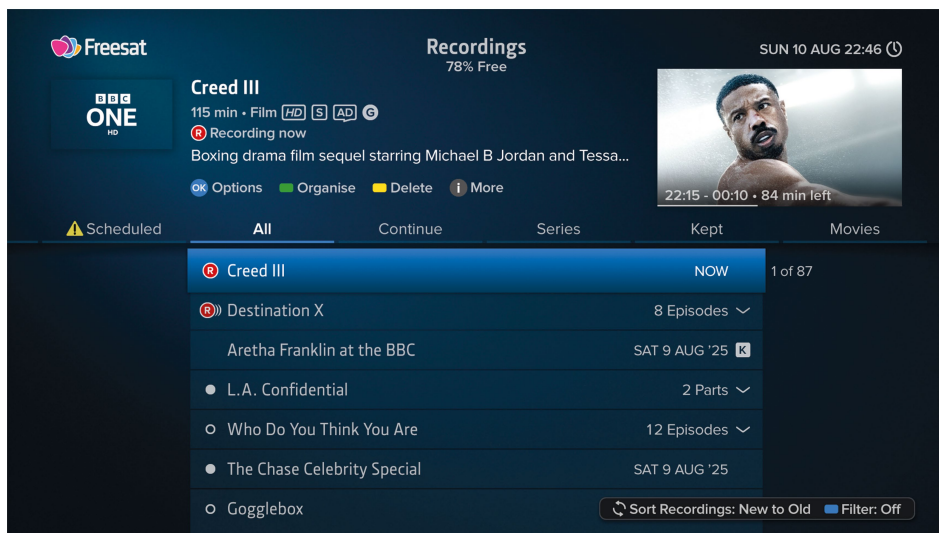 Freesat
Recordings
78% Free
SUN 10 AUG 22:46
BBC
ONE
HD
Creed III
115 min • Film HD S AD G
R Recording now
Boxing drama film sequel starring Michael B Jordan and Tessa...
OK Options Organise Delete i More
22:15 - 00:10 • 84 min left
Scheduled All Continue Series Kept Movies
R Creed III NOW 1 of 87
R Destination X 8 Episodes
Aretha Franklin at the BBC SAT 9 AUG '25 K
L.A. Confidential 2 Parts
Who Do You Think You Are 12 Episodes
The Chase Celebrity Special SAT 9 AUG '25
Gogglebox
Sort Recordings: New to Old Filter: Off